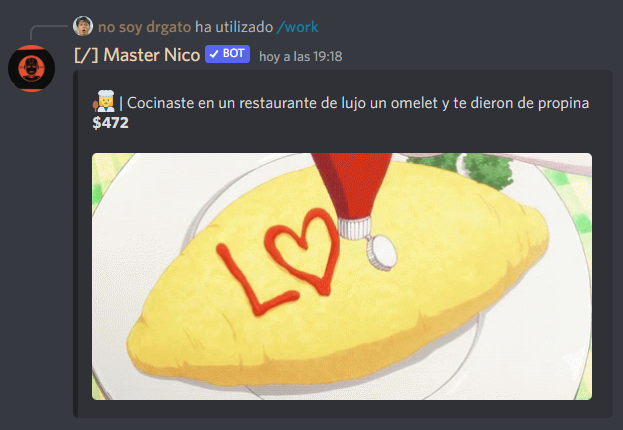 no soy drgato ha utilizado /work
[/] Master Nico ✓ BOT hoy a las 19:18
| Cocinaste en un restaurante de lujo un omelet y te dieron de propina
$472
LO